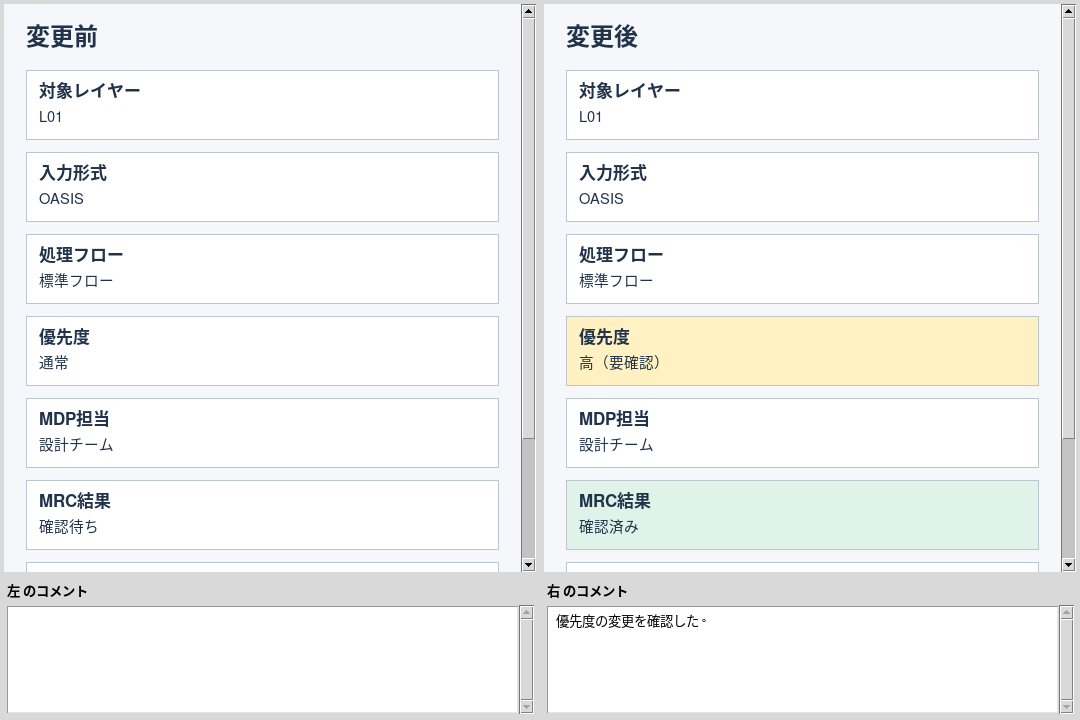 変更前
対象レイヤー
L01
入力形式
OASIS
処理フロー
標準フロー
優先度
通常
MDP担当
設計チーム
MRC結果
確認待ち
左 のコメント
変更後
対象レイヤー
L01
入力形式
OASIS
処理フロー
標準フロー
優先度
高（要確認）
MDP担当
設計チーム
MRC結果
確認済み
右 のコメント
優先度の変更を確認した。